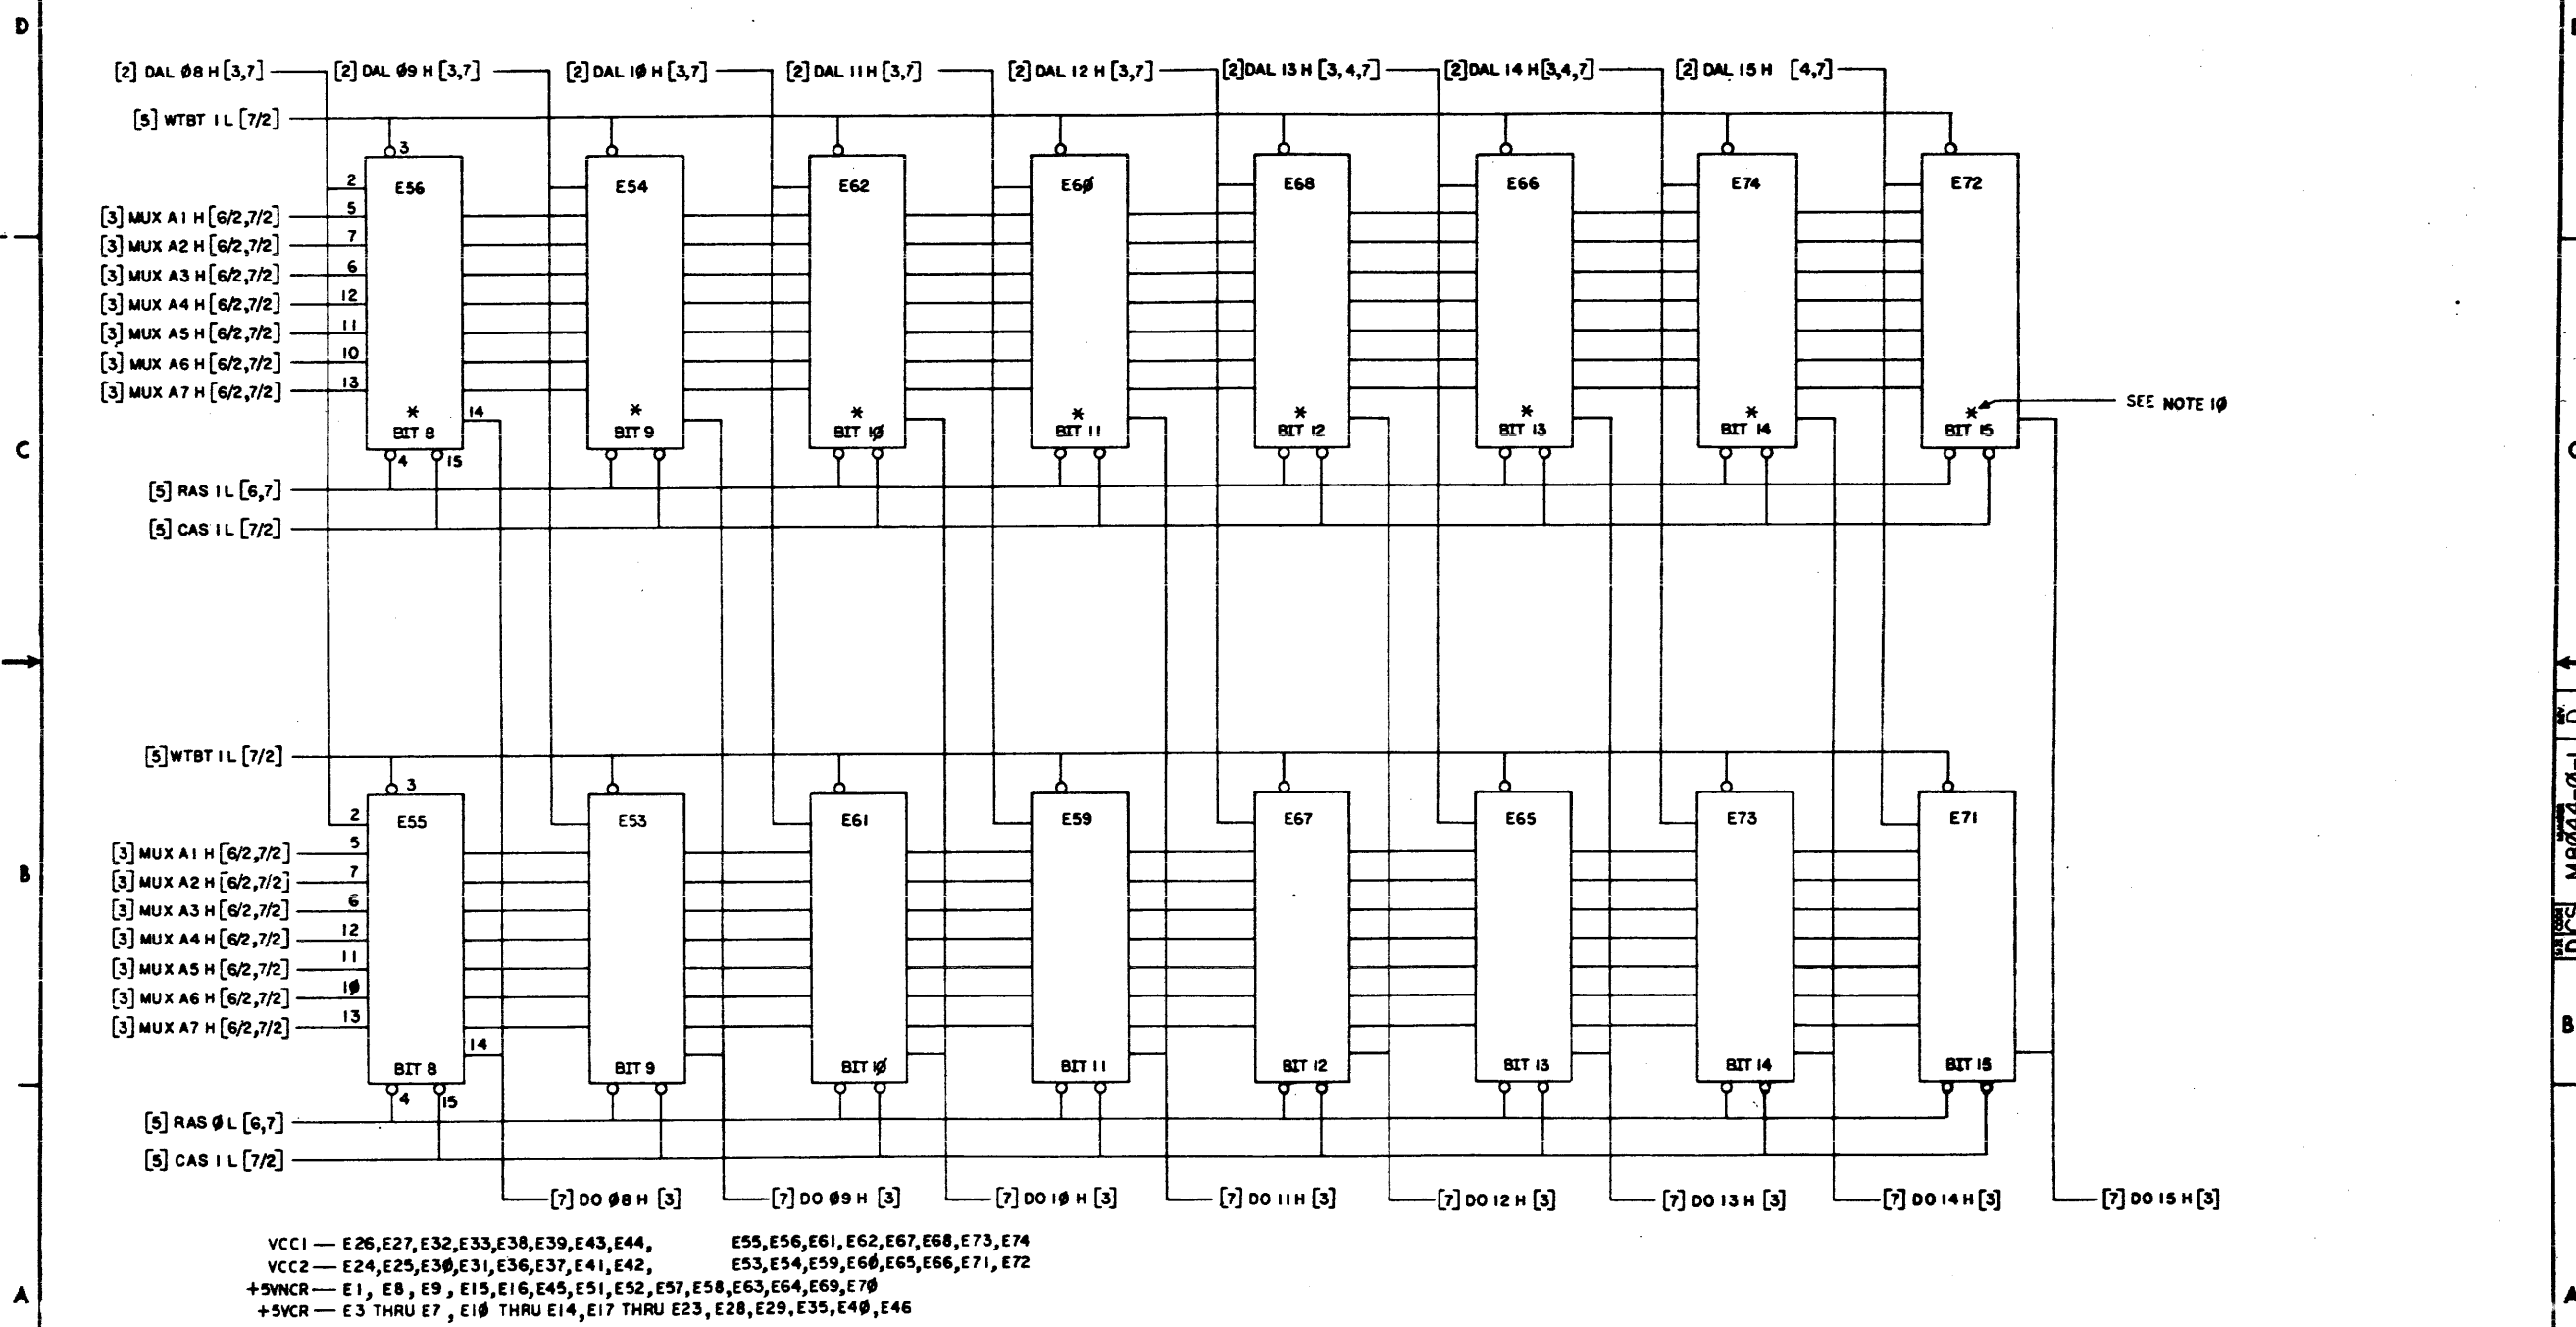 D
[2] DAL Ø8 H [3,7] [2] DAL Ø9 H [3,7] [2] DAL 1Ø H [3,7] [2] DAL 11 H [3,7] [2] DAL 12 H [3,7] [2] DAL 13 H [3,4,7] [2] DAL 14 H [3,4,7] [2] DAL 15 H [4,7]
[5] WTBT 1 L [7/2]
3
2 E56 E54 E62 E6Ø E68 E66 E74 E72
[3] MUX A1 H [6/2,7/2] 5
[3] MUX A2 H [6/2,7/2] 7
[3] MUX A3 H [6/2,7/2] 6
[3] MUX A4 H [6/2,7/2] 12
[3] MUX A5 H [6/2,7/2] 11
[3] MUX A6 H [6/2,7/2] 10
[3] MUX A7 H [6/2,7/2] 13
* 14 * * * * * * * SEE NOTE 1Ø
BIT 8 BIT 9 BIT 1Ø BIT 11 BIT 12 BIT 13 BIT 14 BIT 15
C
4 15
[5] RAS 1 L [6,7]
[5] CAS 1 L [7/2]
[5] WTBT 1 L [7/2]
3
2 E55 E53 E61 E59 E67 E65 E73 E71
[3] MUX A1 H [6/2,7/2] 5
[3] MUX A2 H [6/2,7/2] 7
B
[3] MUX A3 H [6/2,7/2] 6
[3] MUX A4 H [6/2,7/2] 12
[3] MUX A5 H [6/2,7/2] 11
[3] MUX A6 H [6/2,7/2] 1Ø
[3] MUX A7 H [6/2,7/2] 13
14
B
BIT 8 BIT 9 BIT 1Ø BIT 11 BIT 12 BIT 13 BIT 14 BIT 15
4 15
[5] RAS Ø L [6,7]
[5] CAS 1 L [7/2]
[7] DO Ø8 H [3] [7] DO Ø9 H [3] [7] DO 1Ø H [3] [7] DO 11 H [3] [7] DO 12 H [3] [7] DO 13 H [3] [7] DO 14 H [3] [7] DO 15 H [3]
VCC1 — E26,E27,E32,E33,E38,E39,E43,E44, E55,E56,E61,E62,E67,E68,E73,E74
VCC2 — E24,E25,E3Ø,E31,E36,E37,E41,E42, E53,E54,E59,E6Ø,E65,E66,E71,E72
+5VNCR — E1, E8, E9, E15,E16,E45,E51,E52,E57,E58,E63,E64,E69,E7Ø
+5VCR — E3 THRU E7, E1Ø THRU E14,E17 THRU E23,E28,E29,E35,E4Ø,E46
A